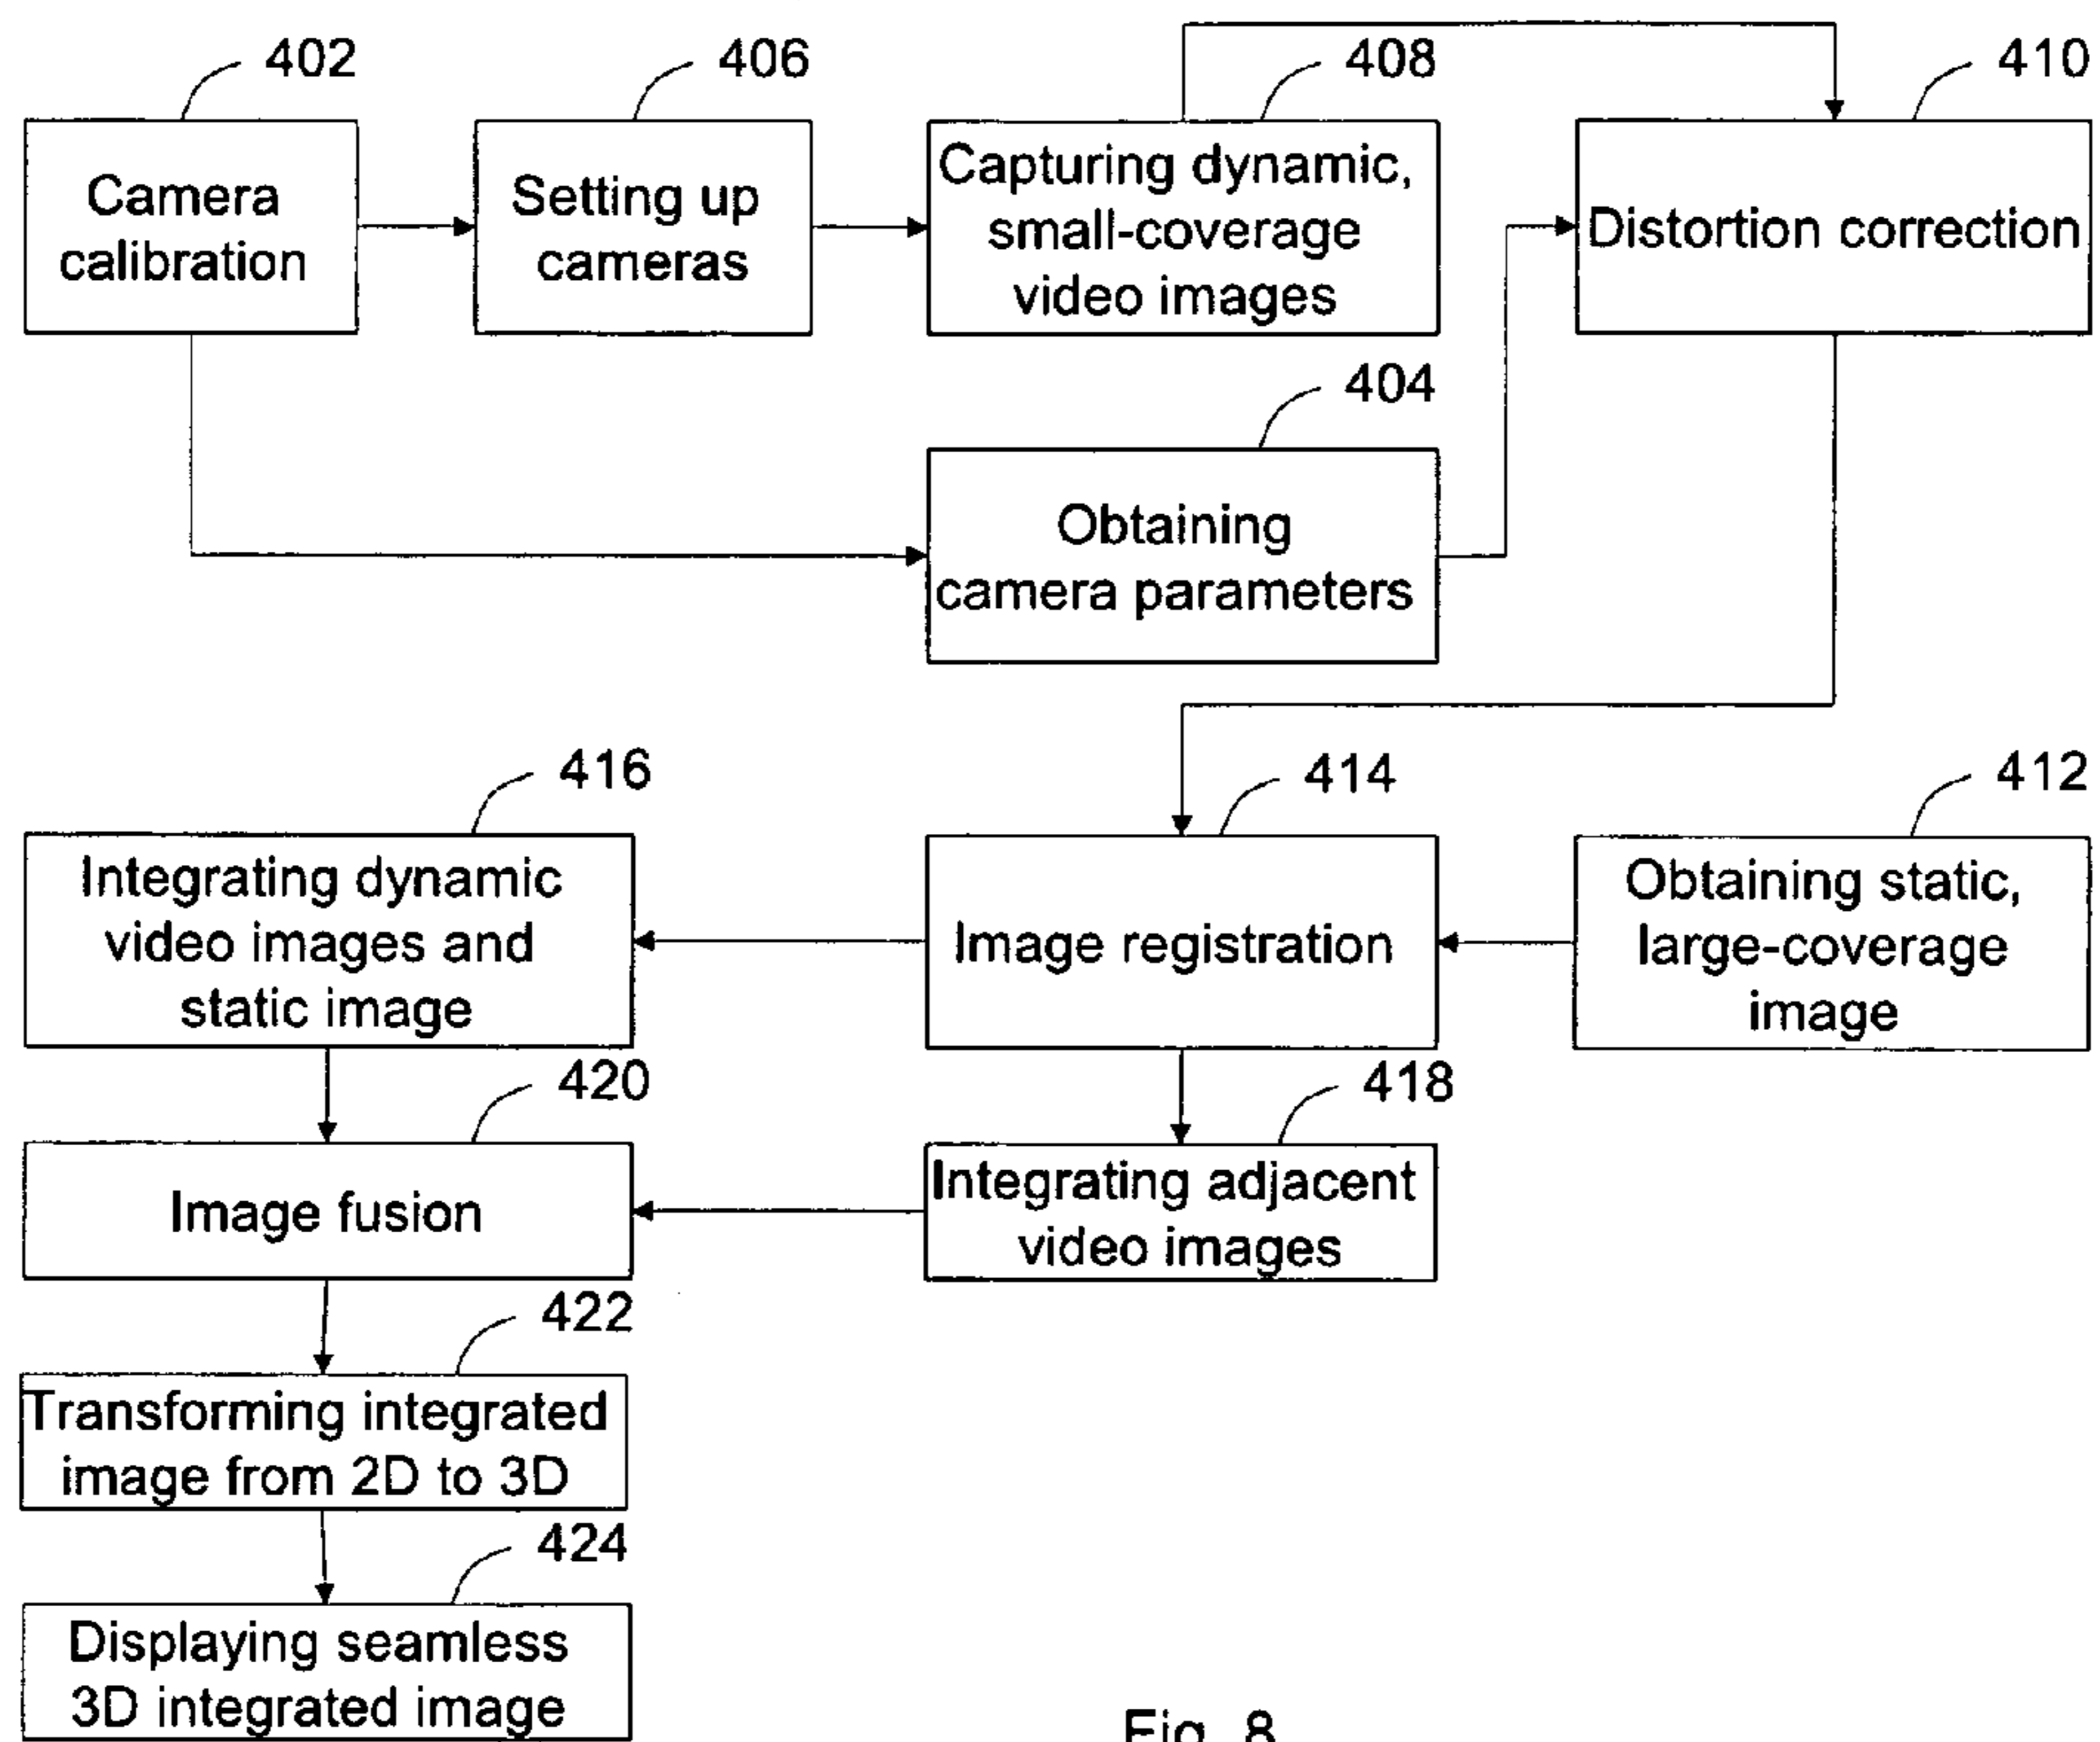 402
406
408
410
Camera
calibration
Setting up
cameras
Capturing dynamic,
small-coverage
video images
Distortion correction
404
Obtaining
camera parameters
416
414
412
Integrating dynamic
video images and
static image
Image registration
Obtaining static,
large-coverage
image
420
418
Image fusion
Integrating adjacent
video images
422
Transforming integrated
image from 2D to 3D
424
Displaying seamless
3D integrated image
Fig. 8